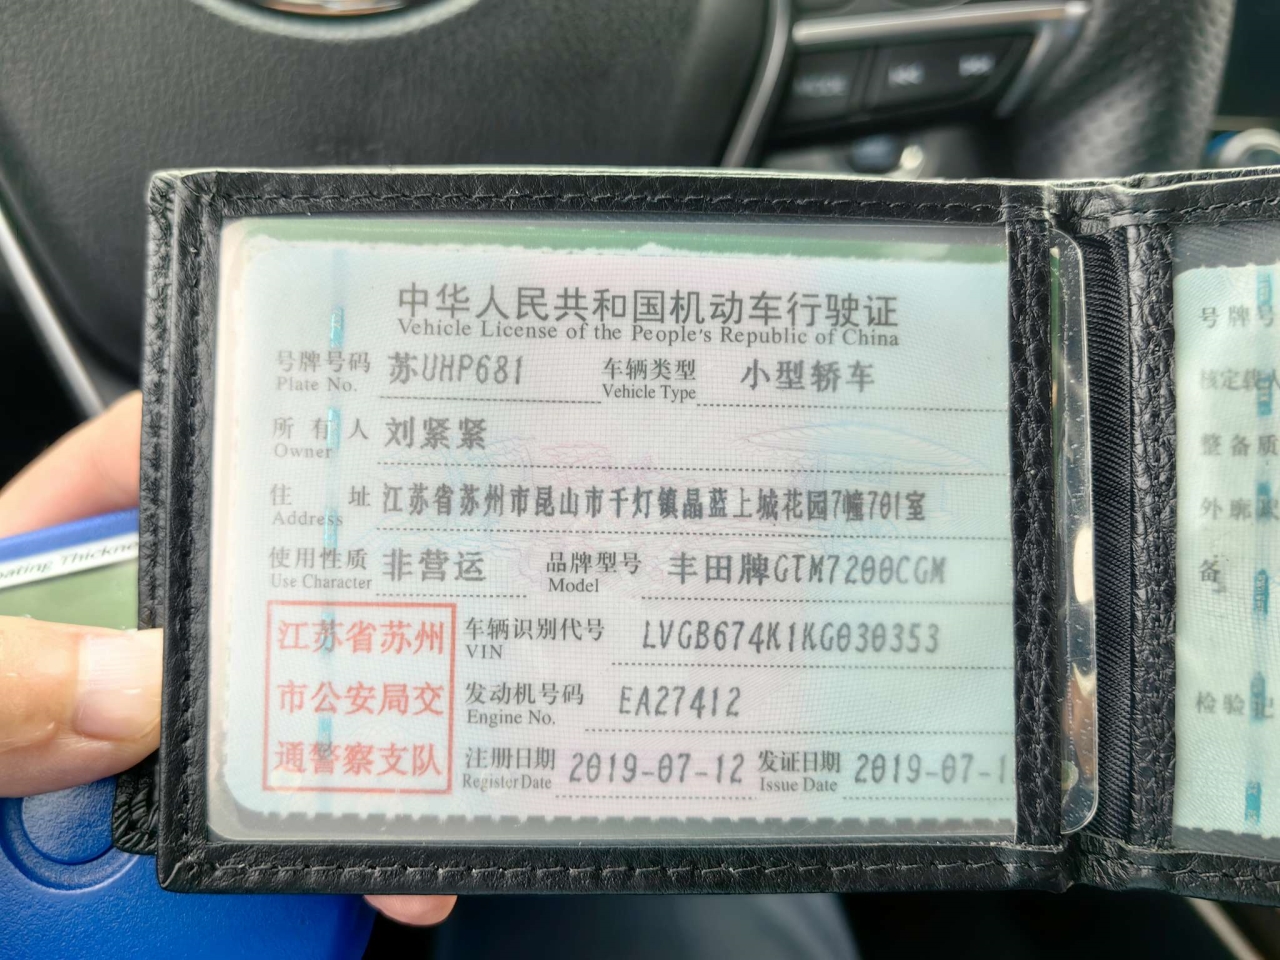 MODE
中华人民共和国机动车行驶证
Vehicle License of the People's Republic of China
号牌号码 苏UHP681 车辆类型 小型轿车
Plate No. Vehicle Type
所有人 刘紧紧
Owner
住址 江苏省苏州市昆山市千灯镇晶蓝上城花园7幢701室
Address
使用性质 非营运 品牌型号 丰田牌GTM7200CGM
Use Character Model
江苏省苏州
市公安局交
通警察支队
车辆识别代号 LVGB674K1KG030353
VIN
发动机号码 EA27412
Engine No.
注册日期 2019-07-12 发证日期 2019-07-1
Register Date Issue Date
号牌号
核定载人
整备质
外廓
备
检验记
oating Thickne